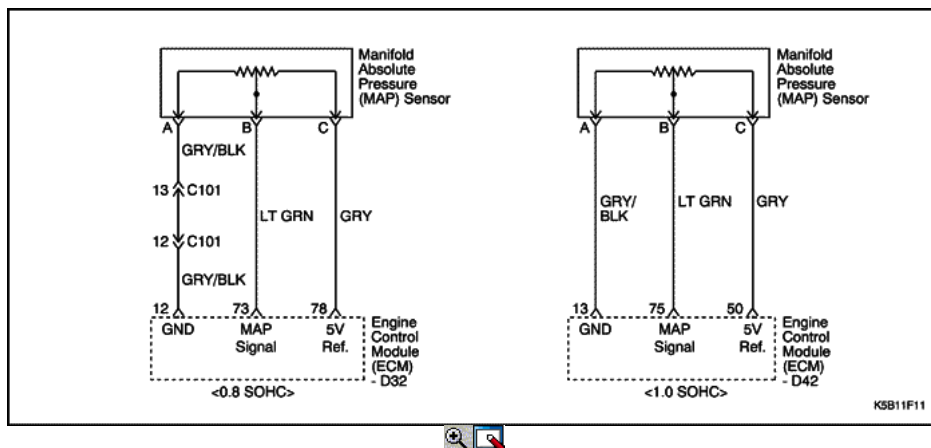 Manifold
Absolute
Pressure
(MAP) Sensor
A B C
GRY/BLK
13 C101
LT GRN GRY
12 C101
GRY/BLK
12 73 78
GND MAP 5V
Signal Ref.
Engine
Control
Module
(ECM)
- D32
<0.8 SOHC>
Manifold
Absolute
Pressure
(MAP) Sensor
A B C
GRY/
BLK
LT GRN GRY
13 75 50
GND MAP 5V
Signal Ref.
Engine
Control
Module
(ECM)
- D42
<1.0 SOHC>
K5B11F11